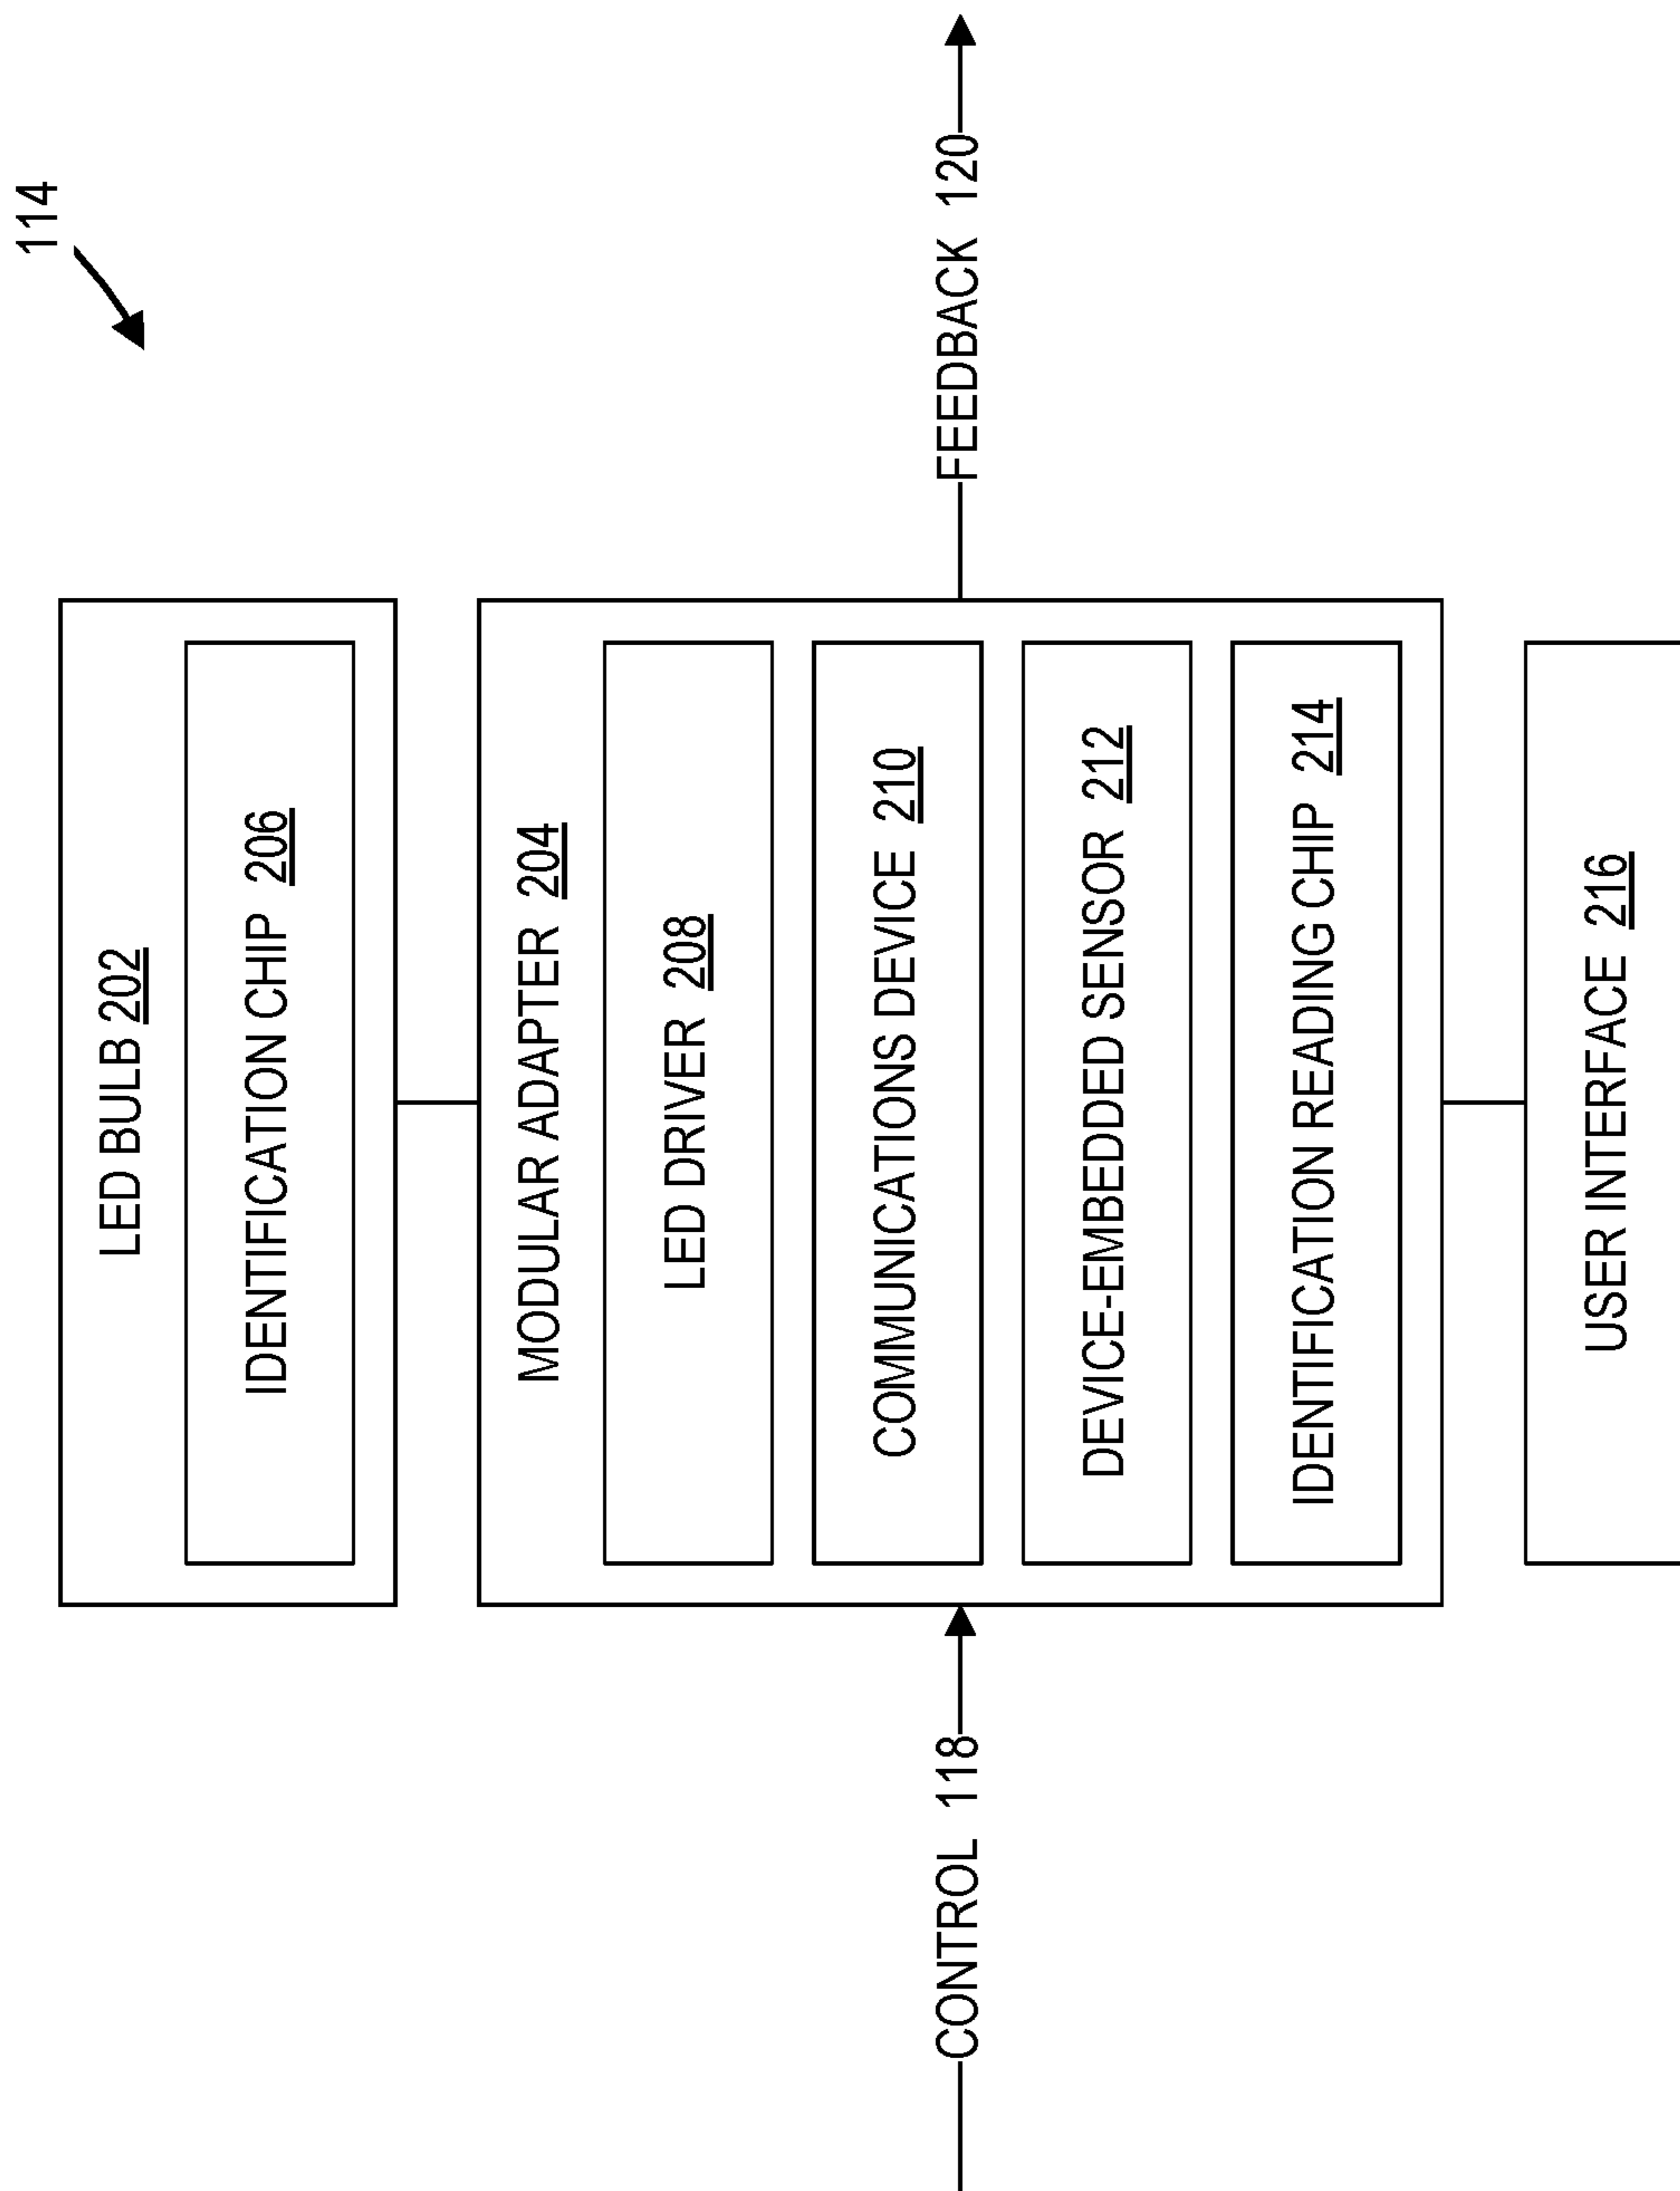 114
LED BULB 202
IDENTIFICATION CHIP 206
MODULAR ADAPTER 204
LED DRIVER 208
COMMUNICATIONS DEVICE 210
CONTROL 118
FEEDBACK 120
DEVICE-EMBEDDED SENSOR 212
IDENTIFICATION READING CHIP 214
USER INTERFACE 216